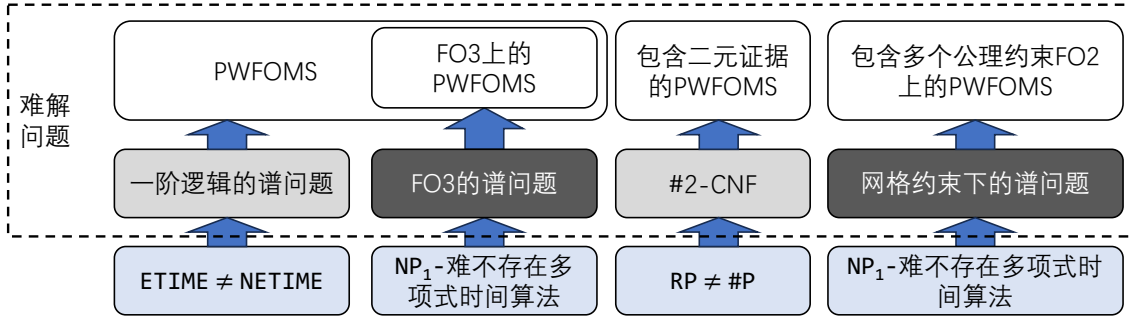 难解
问题
PWFOMS
FO3上的
PWFOMS
包含二元证据
的PWFOMS
包含多个公理约束FO2
上的PWFOMS
一阶逻辑的谱问题
FO3的谱问题
#2-CNF
网格约束下的谱问题
ETIME ≠ NETIME
NP₁-难不存在多
项式时间算法
RP ≠ #P
NP₁-难不存在多项式时
间算法